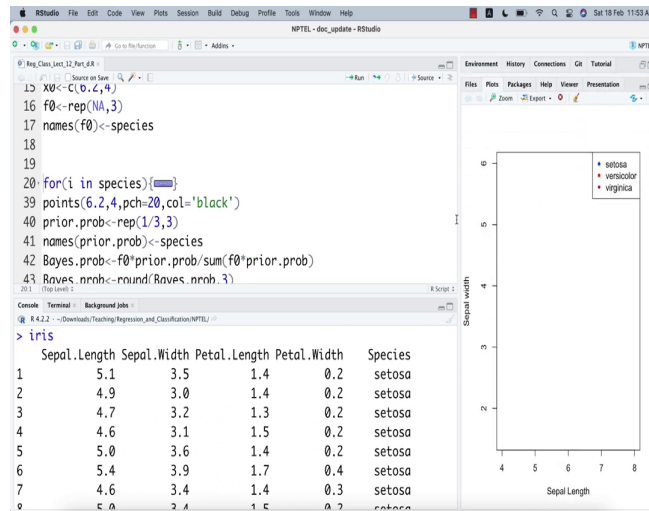 RStudio File Edit Code View Plots Session Build Debug Profile Tools Window Help Sat 18 Feb 11:53 A
NPTEL - doc_update - RStudio
Go to file/function Addins NPTE
Reg_Class_Lect_12_Part_d.R
Source on Save Run Source
15 x0<-c(6.2,4)
16 f0<-rep(NA,3)
17 names(f0)<-species
18
19
20 for(i in species){}
39 points(6.2,4,pch=20,col='black')
40 prior.prob<-rep(1/3,3)
41 names(prior.prob)<-species
42 Bayes.prob<-f0*prior.prob/sum(f0*prior.prob)
43 Bayes.prob<-round(Bayes.prob,3)
20:1 (Top Level) R Script
Console Terminal Background Jobs
R 4.2.2 · ~/Downloads/Teaching/Regression_and_Classification/NPTEL/
> iris
Sepal.Length Sepal.Width Petal.Length Petal.Width Species
1 5.1 3.5 1.4 0.2 setosa
2 4.9 3.0 1.4 0.2 setosa
3 4.7 3.2 1.3 0.2 setosa
4 4.6 3.1 1.5 0.2 setosa
5 5.0 3.6 1.4 0.2 setosa
6 5.4 3.9 1.7 0.4 setosa
7 4.6 3.4 1.4 0.3 setosa
8 5.0 3.4 1.5 0.2 setosa
Environment History Connections Git Tutorial
Files Plots Packages Help Viewer Presentation
Zoom Export
setosa
versicolor
virginica
Sepal width
6
5
4
3
2
4 5 6 7 8
Sepal Length